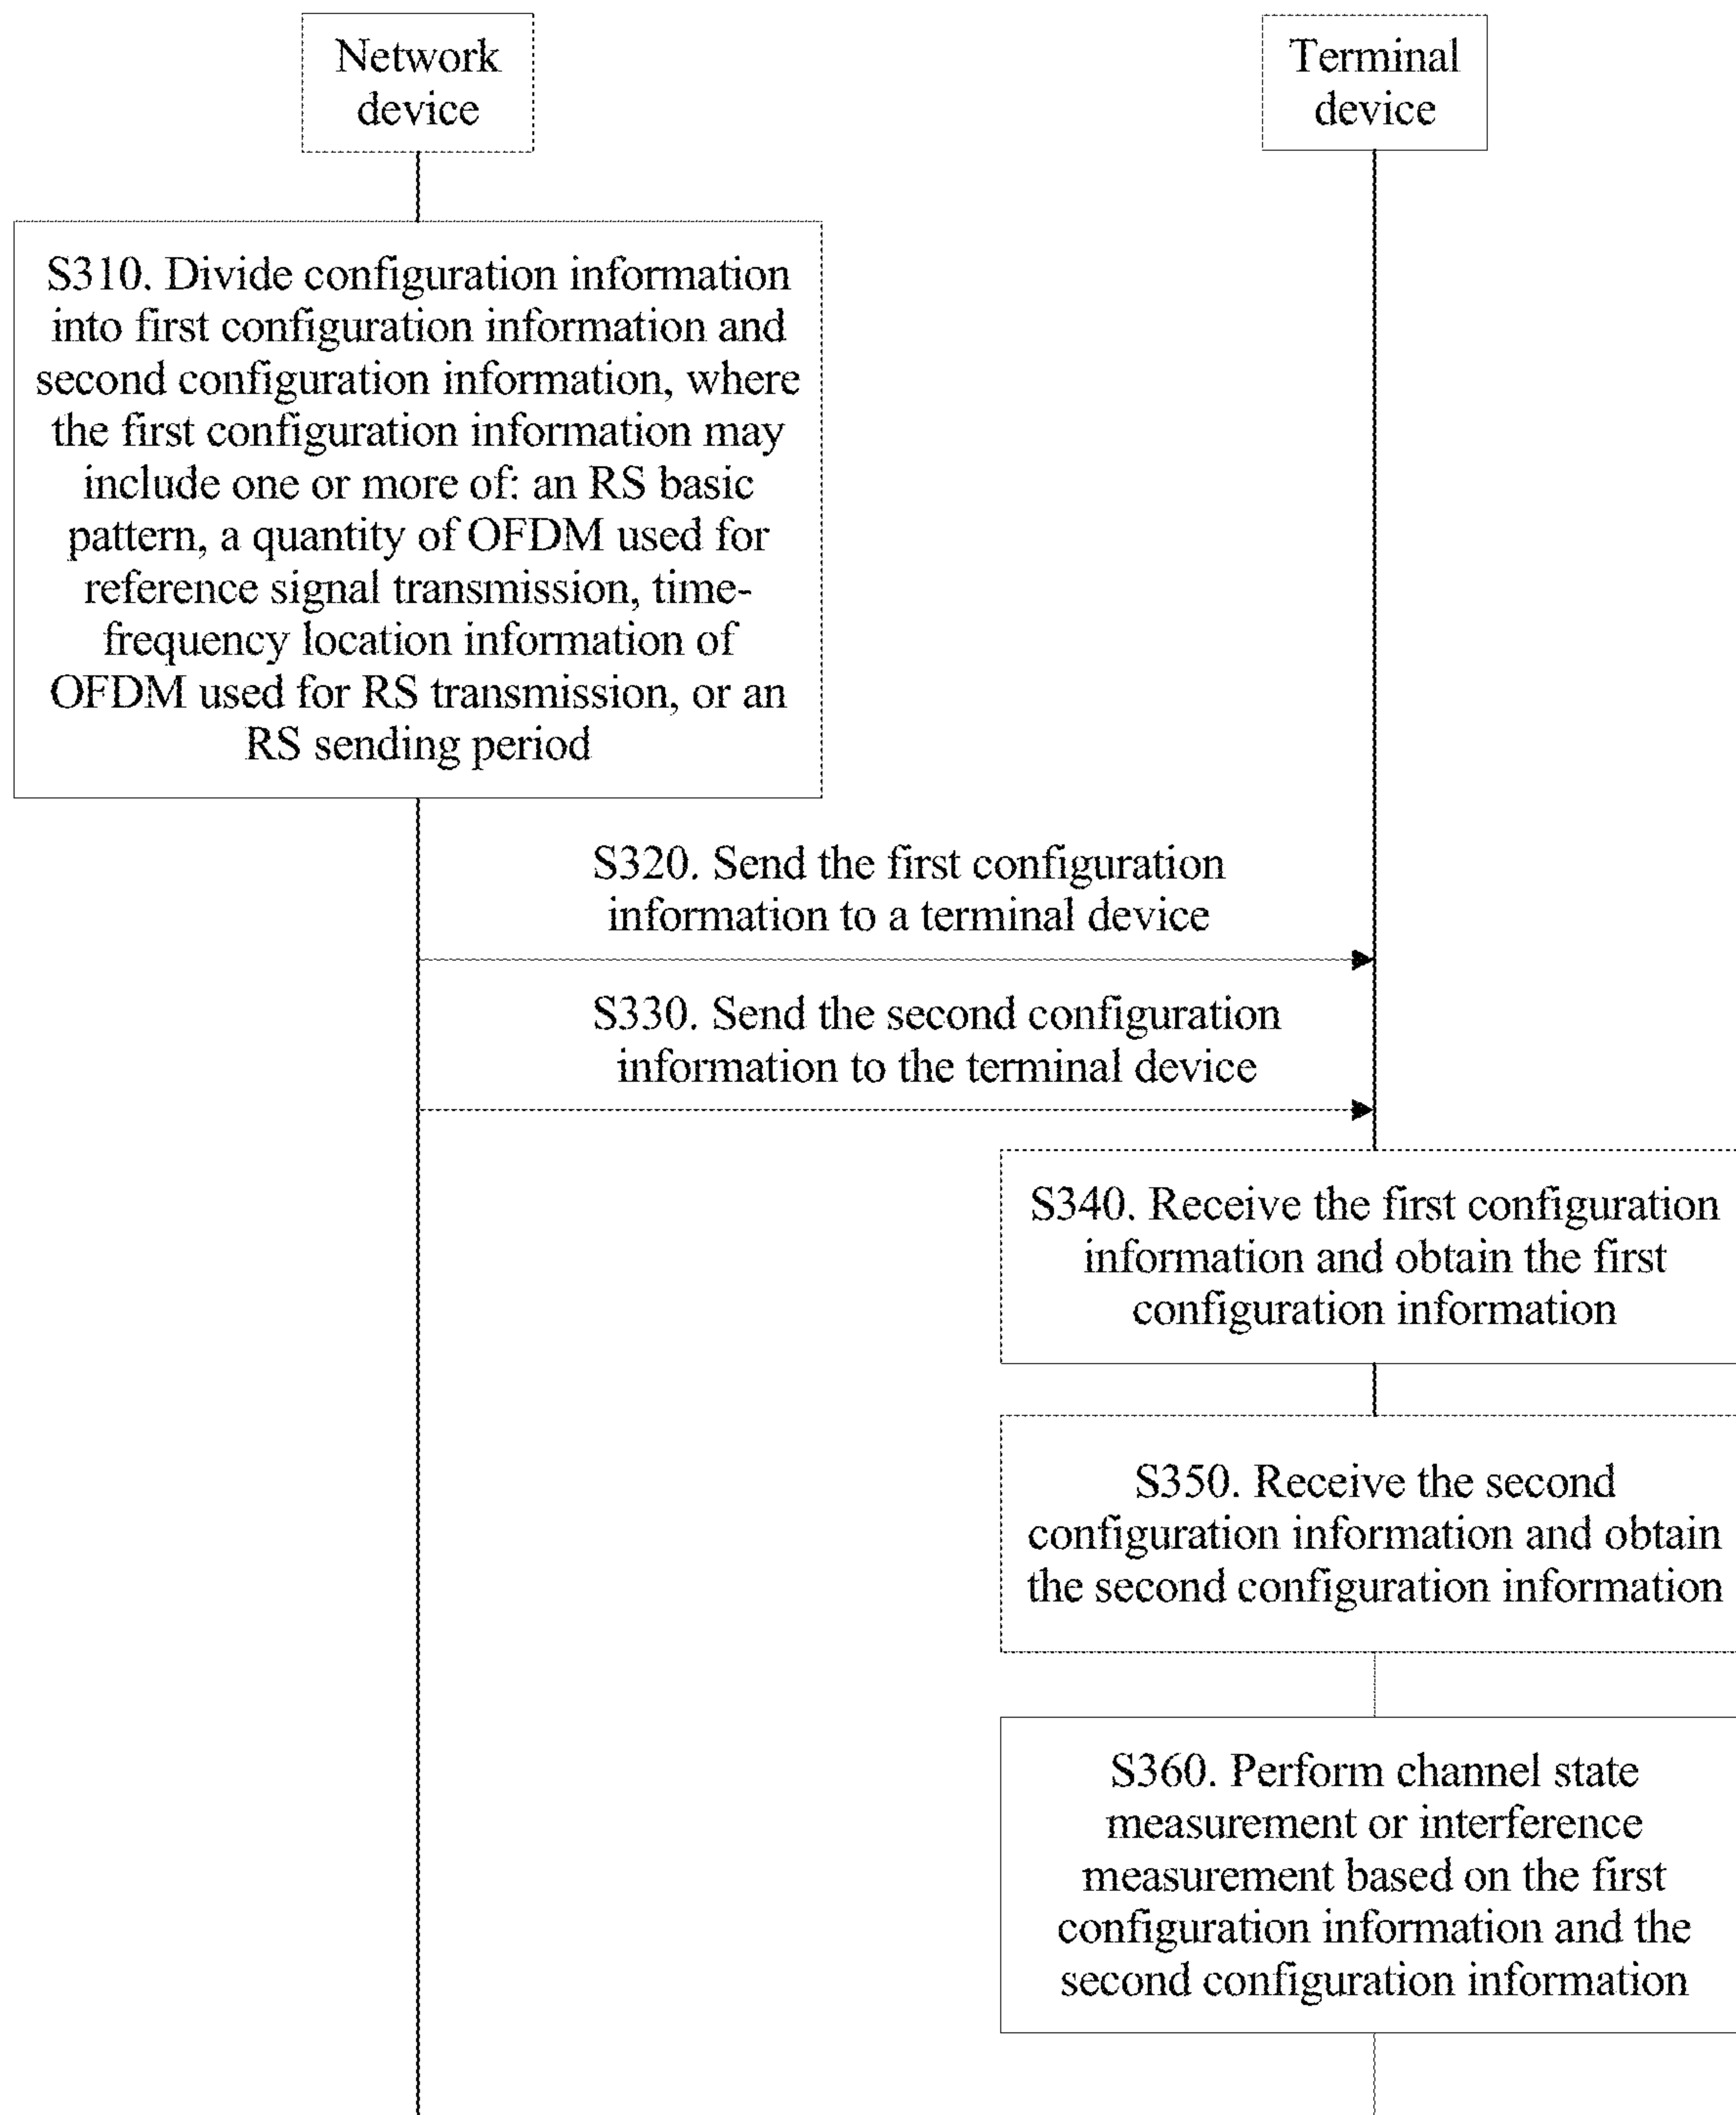 Network
device
Terminal
device
S310. Divide configuration information
into first configuration information and
second configuration information, where
the first configuration information may
include one or more of: an RS basic
pattern, a quantity of OFDM used for
reference signal transmission, time-
frequency location information of
OFDM used for RS transmission, or an
RS sending period
S320. Send the first configuration
information to a terminal device
S330. Send the second configuration
information to the terminal device
S340. Receive the first configuration
information and obtain the first
configuration information
S350. Receive the second
configuration information and obtain
the second configuration information
S360. Perform channel state
measurement or interference
measurement based on the first
configuration information and the
second configuration information